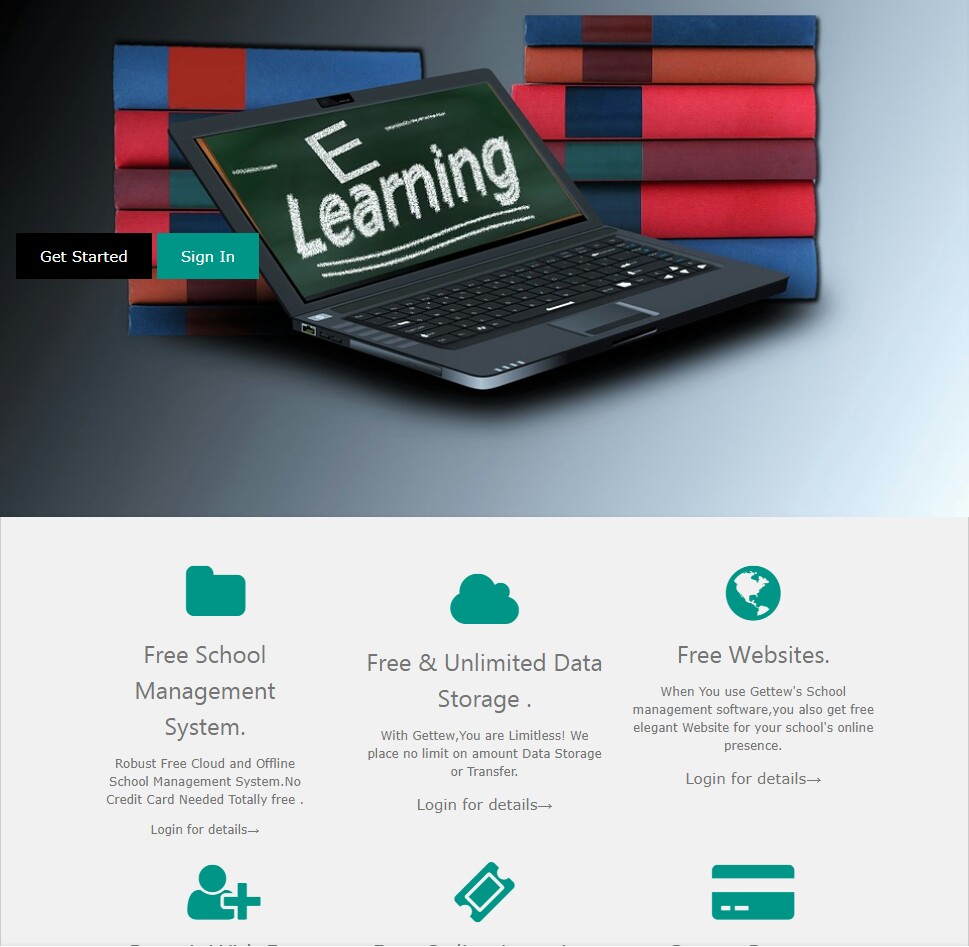 E
Learning
Get Started
Sign In
Free School
Management
System.
Robust Free Cloud and Offline
School Management System.No
Credit Card Needed Totally free .
Login for details→
Free & Unlimited Data
Storage .
With Gettew,You are Limitless! We
place no limit on amount Data Storage
or Transfer.
Login for details→
Free Websites.
When You use Gettew's School
management software,you also get free
elegant Website for your school's online
presence.
Login for details→